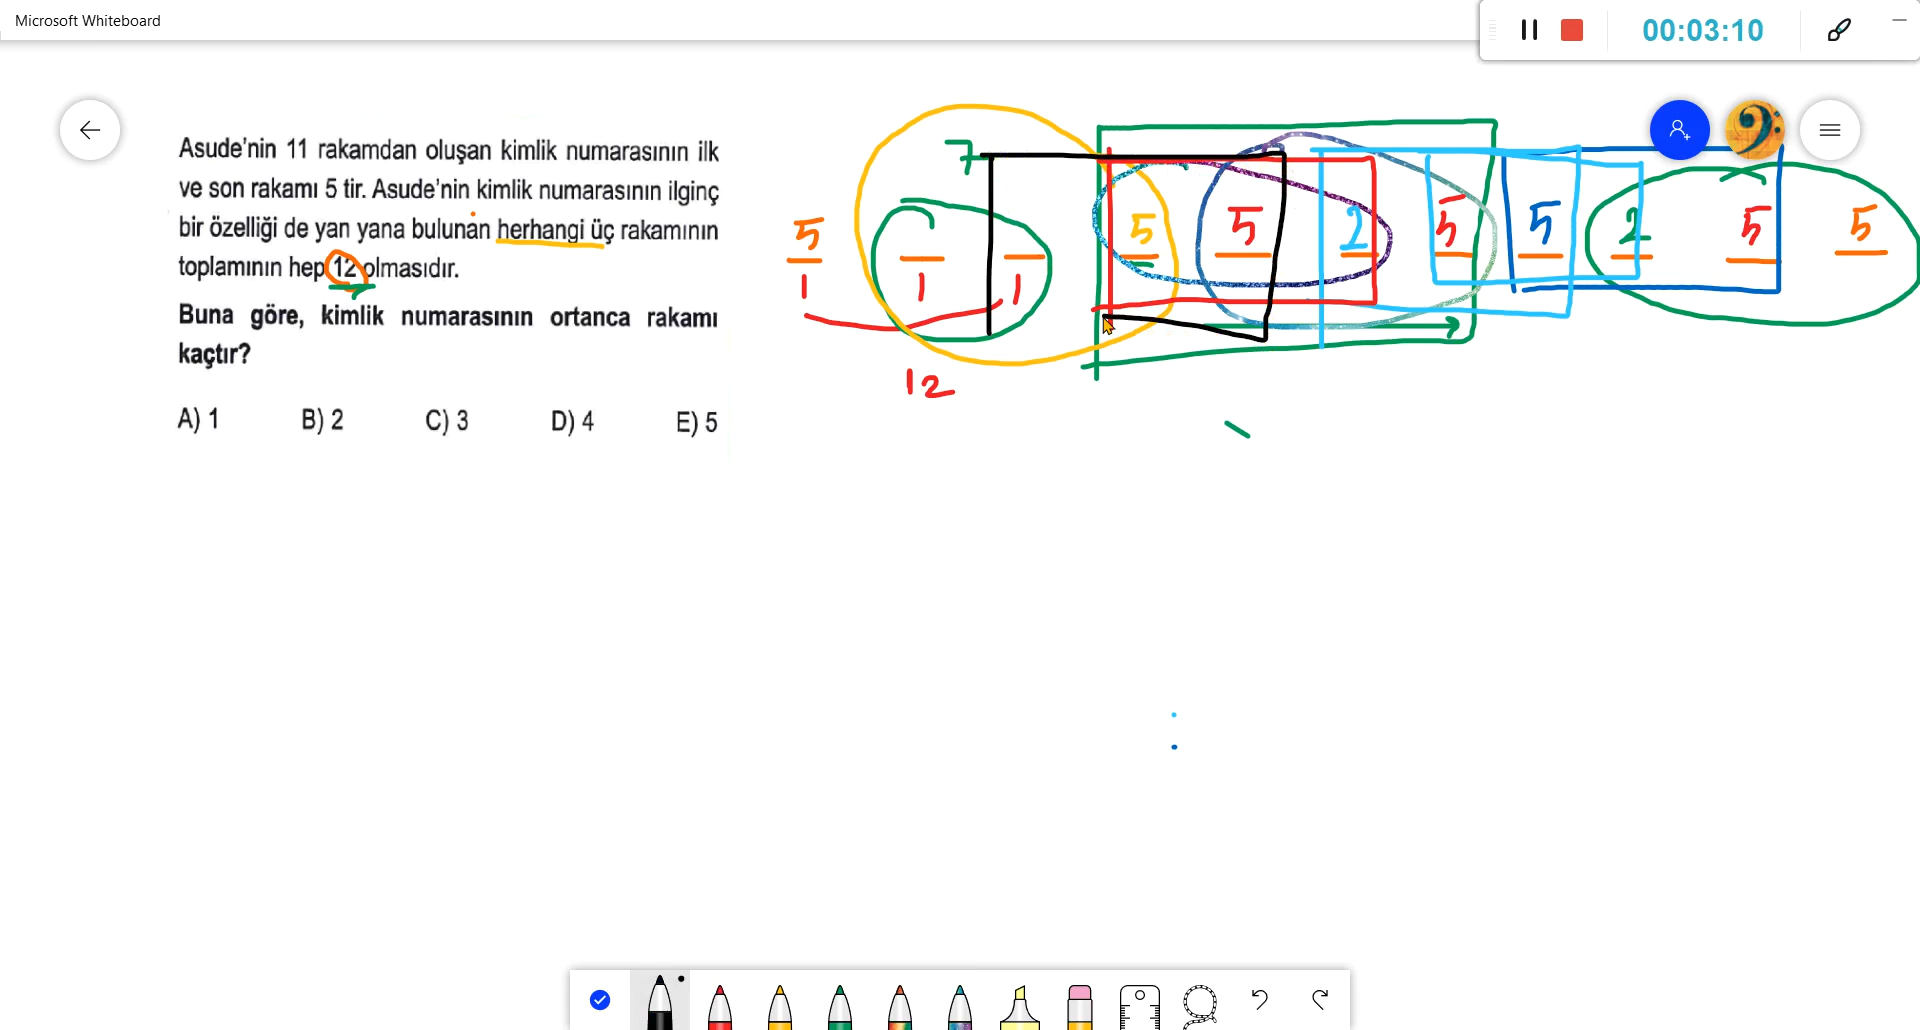 Microsoft Whiteboard
00:03:10
Asude'nin 11 rakamdan oluşan kimlik numarasının ilk
ve son rakamı 5 tir. Asude'nin kimlik numarasının ilginç
bir özelliği de yan yana bulunan herhangi üç rakamının
toplamının hep 12 olmasıdır.
Buna göre, kimlik numarasının ortanca rakamı
kaçtır?
A) 1 B) 2 C) 3 D) 4 E) 5
7
5 5 5 2 5 5 2 5 5
1 1 1
12